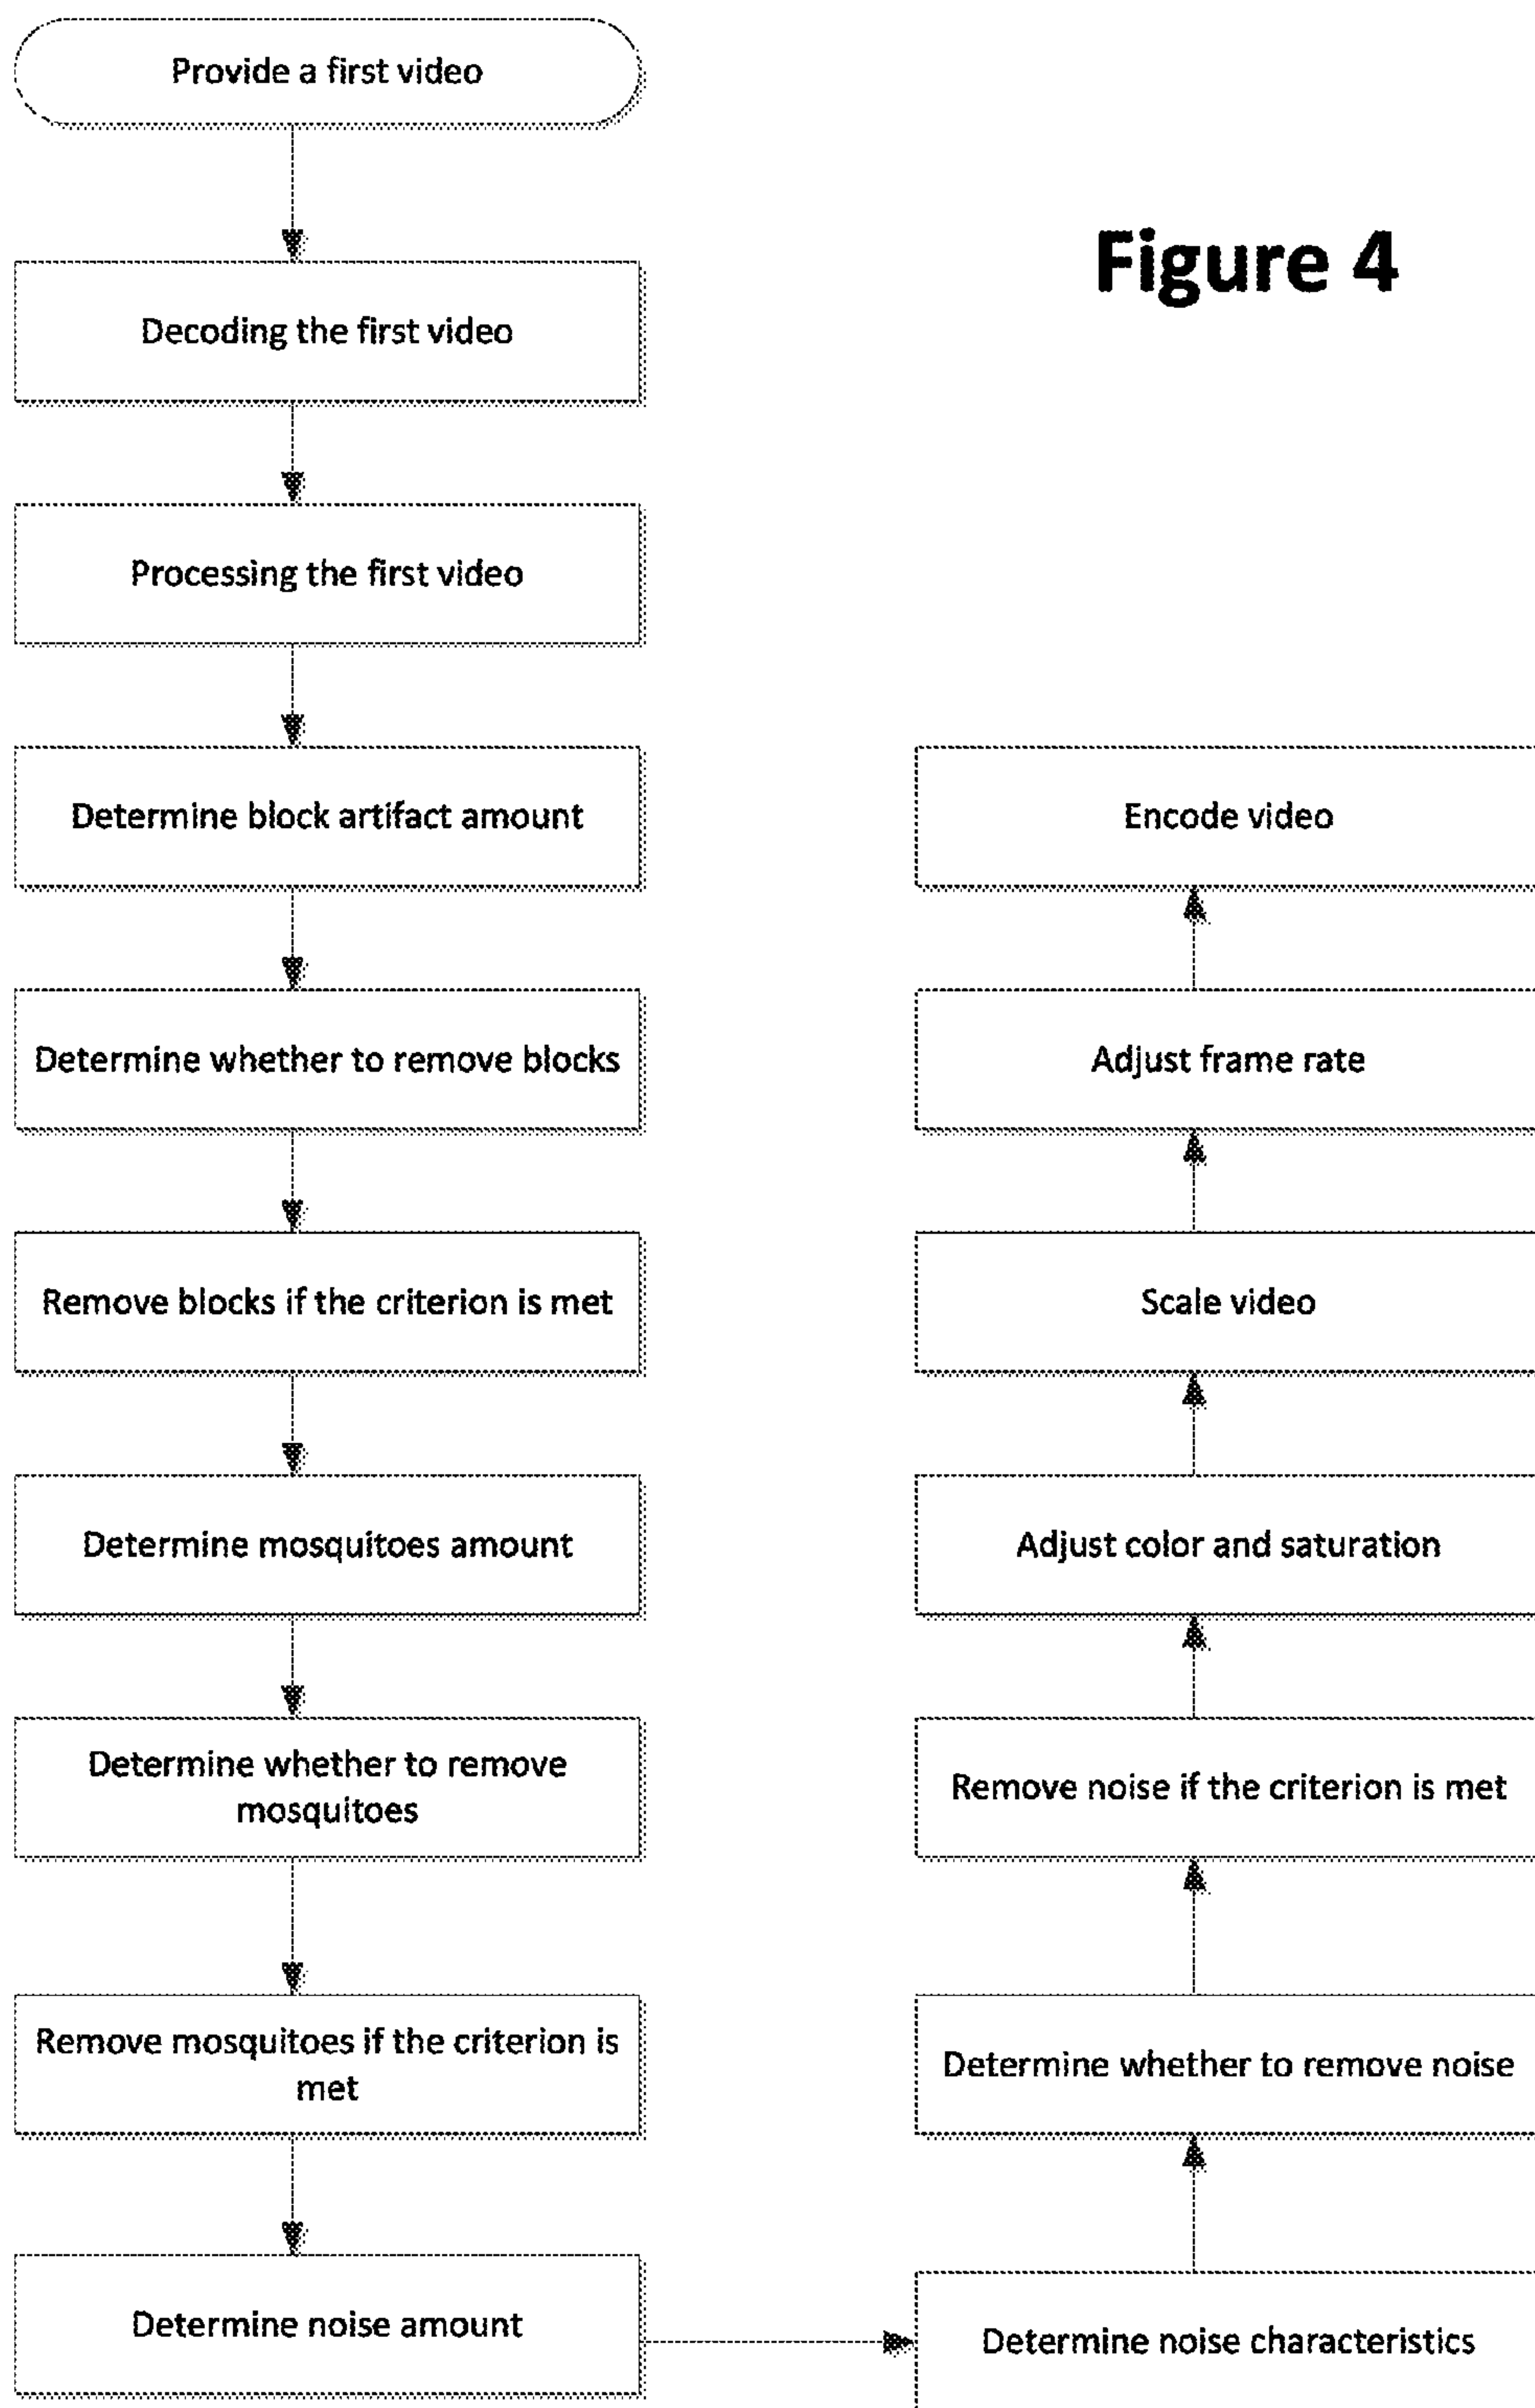 Provide a first video
Figure 4
Decoding the first video
Processing the first video
Determine block artifact amount
Determine whether to remove blocks
Remove blocks if the criterion is met
Determine mosquitoes amount
Determine whether to remove
mosquitoes
Remove mosquitoes if the criterion is
met
Determine noise amount
Determine noise characteristics
Determine whether to remove noise
Remove noise if the criterion is met
Adjust color and saturation
Scale video
Adjust frame rate
Encode video